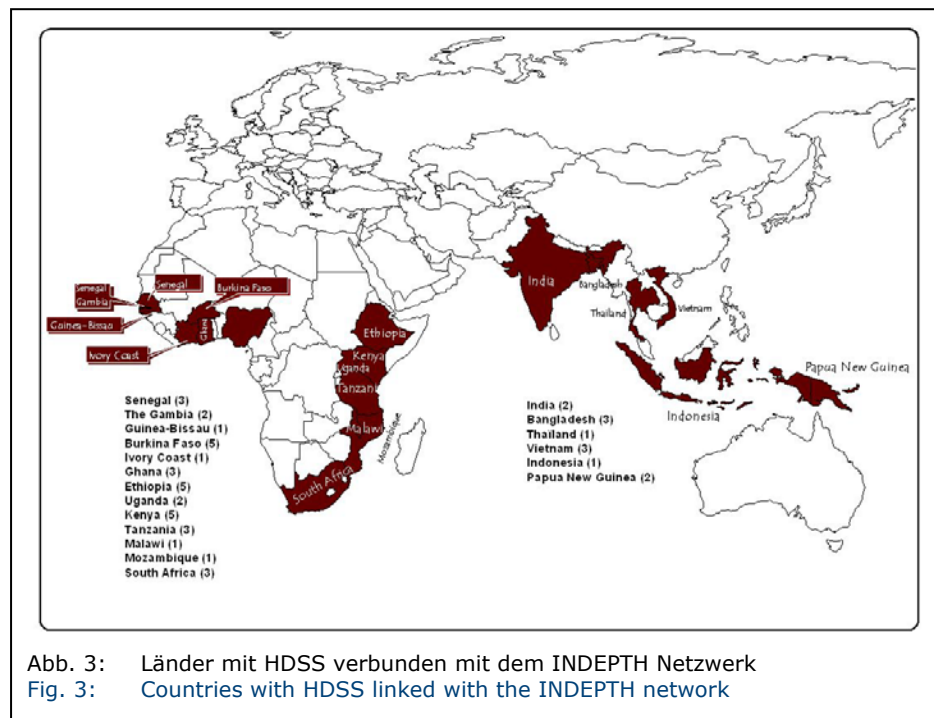 Senegal
Gambia
Senegal
Burkina Faso
Guinea-Bissau
Ghana
Ivory Coast
Ethiopia
Kenya
Uganda
Tanzani
Malawi
Mozambique
South Africa
India
Bangladesh
Thailand
Vietnam
Papua New Guinea
Indonesia
Senegal (3)
The Gambia (2)
Guinea-Bissau (1)
Burkina Faso (5)
Ivory Coast (1)
Ghana (3)
Ethiopia (5)
Uganda (2)
Kenya (5)
Tanzania (3)
Malawi (1)
Mozambique (1)
South Africa (3)
India (2)
Bangladesh (3)
Thaïland (1)
Vietnam (3)
Indonesia (1)
Papua New Guinea (2)
Abb. 3: Länder mit HDSS verbunden mit dem INDEPTH Netzwerk
Fig. 3: Countries with HDSS linked with the INDEPTH network